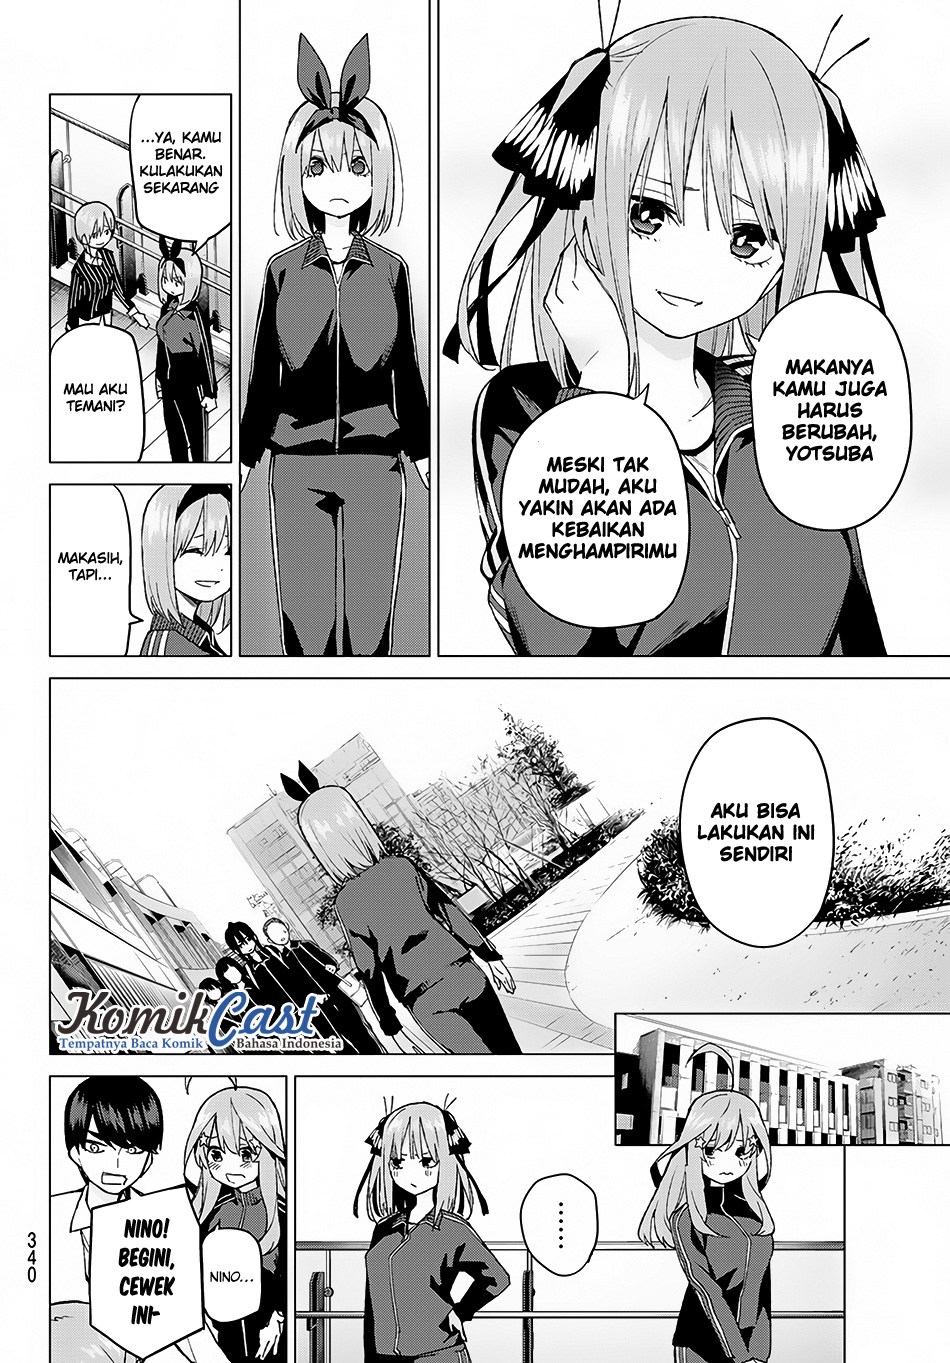 MAKANYA
KAMU JUGA
HARUS
BERUBAH,
YOTSUBA
MESKI TAK
MUDAH, AKU
YAKIN AKAN ADA
KEBAIKAN
MENGHAMPIRIMU
...YA, KAMU
BENAR.
KULAKUKAN
SEKARANG
MAU AKU
TEMANI?
MAKASIH,
TAPI...
AKU BISA
LAKUKAN INI
SENDIRI
KomikCast
Tempatnya Baca Komik Bahasa Indonesia
......
NINO...
NINO!
BEGINI,
CEWEK
INI-
340